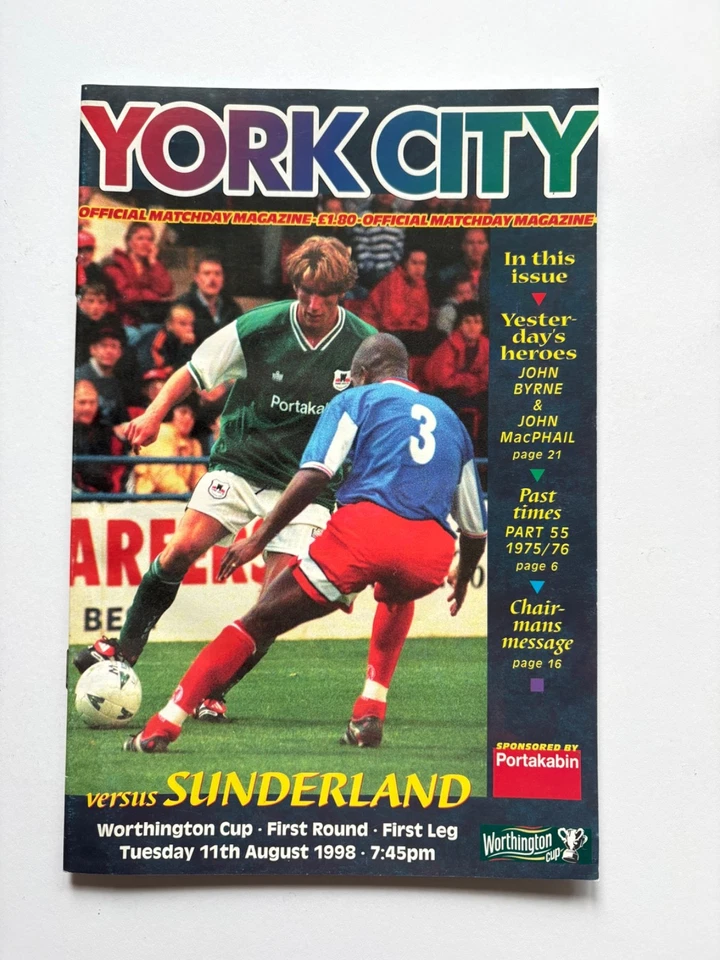 YORK CITY
OFFICIAL MATCHDAY MAGAZINE - £1.80 - OFFICIAL MATCHDAY MAGAZINE
In this
issue
Yester-
day's
heroes
JOHN
BYRNE
&
JOHN
MacPHAIL
page 21
Past
times
PART 55
1975/76
page 6
Chair-
mans
message
page 16
Portaka
3
AREERS
BE
SPONSORED BY
Portakabin
versus SUNDERLAND
Worthington Cup · First Round · First Leg
Tuesday 11th August 1998 · 7:45pm
Worthington
CUP